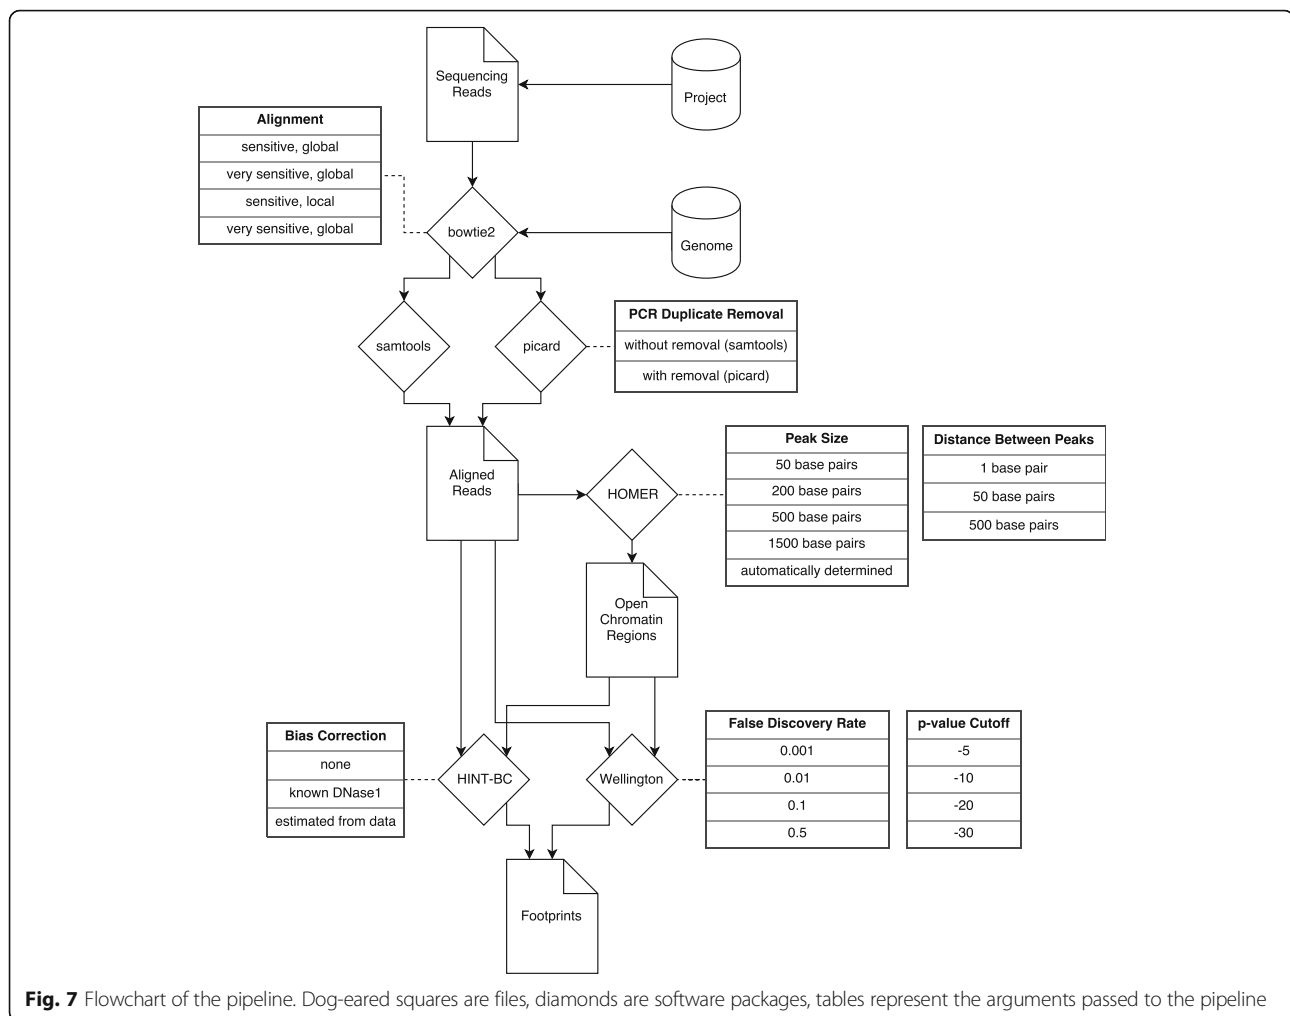 Sequencing
Reads
Project
Alignment
sensitive, global
very sensitive, global
sensitive, local
very sensitive, global
bowtie2
Genome
samtools
picard
PCR Duplicate Removal
without removal (samtools)
with removal (picard)
Aligned
Reads
HOMER
Peak Size
50 base pairs
200 base pairs
500 base pairs
1500 base pairs
automatically determined
Distance Between Peaks
1 base pair
50 base pairs
500 base pairs
Open
Chromatin
Regions
Bias Correction
none
known DNase1
estimated from data
HINT-BC
Wellington
False Discovery Rate
0.001
0.01
0.1
0.5
p-value Cutoff
-5
-10
-20
-30
Footprints
Fig. 7 Flowchart of the pipeline. Dog-eared squares are files, diamonds are software packages, tables represent the arguments passed to the pipeline